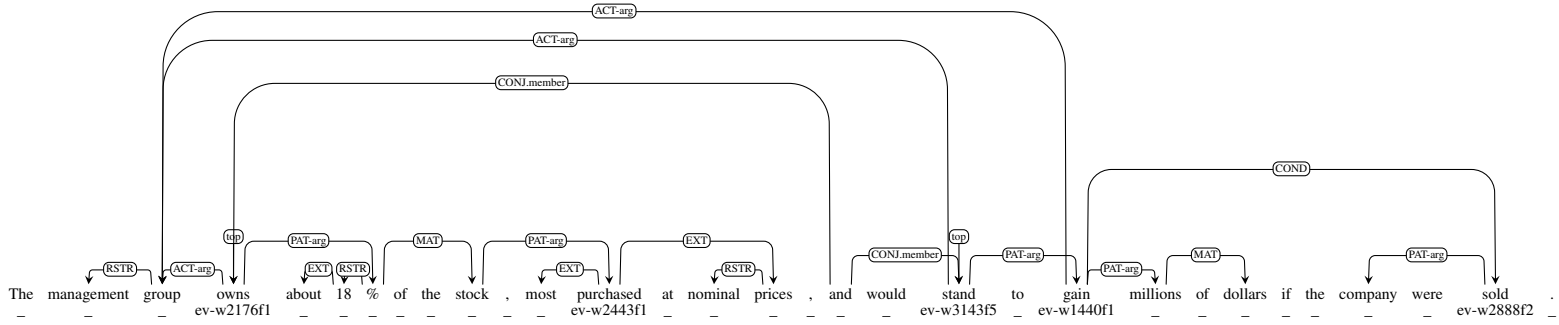 ACT-arg
ACT-arg
CONJ.member
COND
top PAT-arg MAT PAT-arg EXT top
RSTR ACT-arg EXT RSTR EXT RSTR CONJ.member PAT-arg PAT-arg MAT PAT-arg
The management group owns about 18 % of the stock , most purchased at nominal prices , and would stand to gain millions of dollars if the company were sold .
_ _ _ ev-w2176f1 _ _ _ _ _ _ _ _ ev-w2443f1 _ _ _ _ _ _ ev-w3143f5 _ ev-w1440f1 _ _ _ _ _ _ _ ev-w2888f2 _